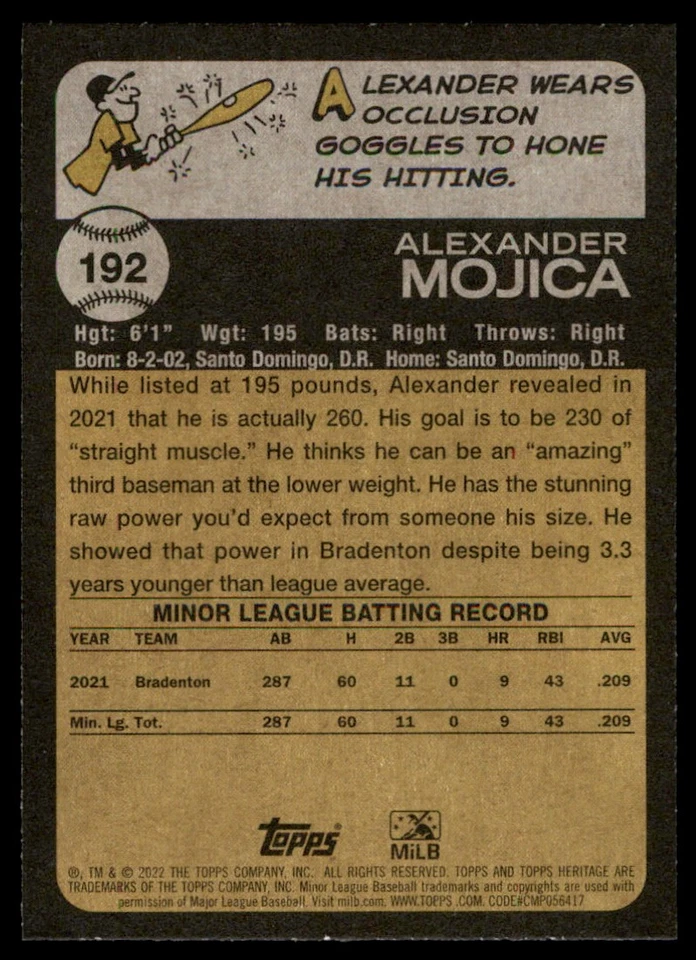 ALEXANDER WEARS
OCCLUSION
GOGGLES TO HONE
HIS HITTING.
192
ALEXANDER
MOJICA
Hgt: 6'1" Wgt: 195 Bats: Right Throws: Right
Born: 8-2-02, Santo Domingo, D.R. Home: Santo Domingo, D.R.
While listed at 195 pounds, Alexander revealed in
2021 that he is actually 260. His goal is to be 230 of
“straight muscle.” He thinks he can be an “amazing”
third baseman at the lower weight. He has the stunning
raw power you’d expect from someone his size. He
showed that power in Bradenton despite being 3.3
years younger than league average.
MINOR LEAGUE BATTING RECORD
YEAR TEAM AB H 2B 3B HR RBI AVG
2021 Bradenton 287 60 11 0 9 43 .209
Min. Lg. Tot. 287 60 11 0 9 43 .209
Topps®
MiLB
®, TM & © 2022 THE TOPPS COMPANY, INC. ALL RIGHTS RESERVED. TOPPS AND TOPPS HERITAGE ARE
TRADEMARKS OF THE TOPPS COMPANY, INC. Minor League Baseball trademarks and copyrights are used with
permission of Major League Baseball. Visit milb.com. WWW.TOPPS .COM. CODE#CMP056417